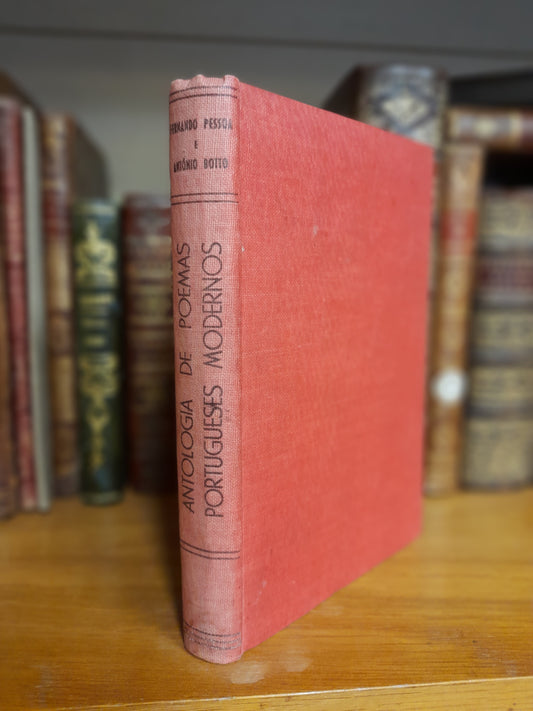 FERNANDO PESSOA
E
ANTÓNIO BOTTO
ANTOLOGIA DE POEMAS
PORTUGUESES MODERNOS